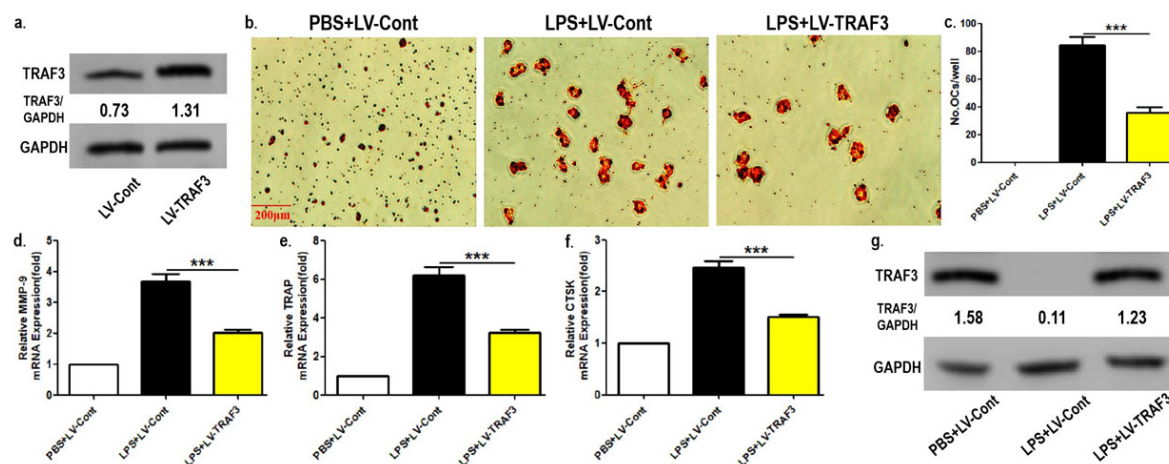 a.
TRAF3
TRAF3/
GAPDH
0.73 1.31
GAPDH
LV-Cont
LV-TRAF3
b.
PBS+LV-Cont
LPS+LV-Cont
LPS+LV-TRAF3
200μm
c.
No.OCs/well
100
80
60
40
20
0
***
PBS+LV-Cont
LPS+LV-Cont
LPS+LV-TRAF3
d.
Relative MMP-9
mRNA Expression(fold)
5
4
3
2
1
0
***
PBS+LV-Cont
LPS+LV-Cont
LPS+LV-TRAF3
e.
Relative TRAP
mRNA Expression(fold)
8
6
4
2
0
***
PBS+LV-Cont
LPS+LV-Cont
LPS+LV-TRAF3
f.
Relative CTSK
mRNA Expression(fold)
3
2
1
0
***
PBS+LV-Cont
LPS+LV-Cont
LPS+LV-TRAF3
g.
TRAF3
TRAF3/
GAPDH
1.58 0.11 1.23
GAPDH
PBS+LV-Cont
LPS+LV-Cont
LPS+LV-TRAF3